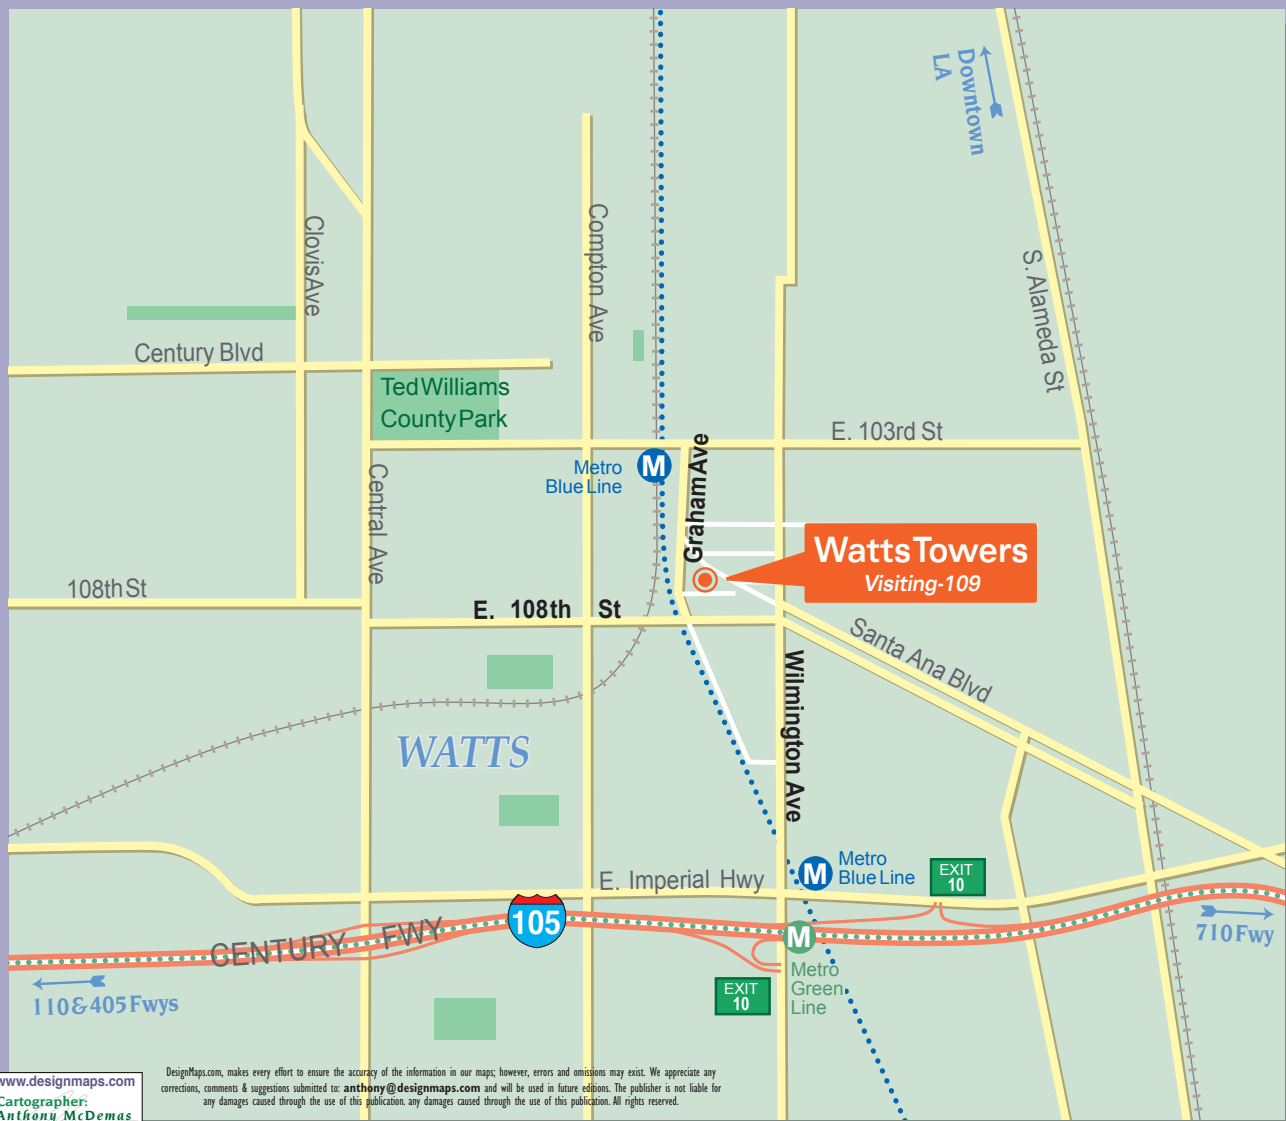 Downtown
LA
ClovisAve
Compton Ave
S. Alameda St
Century Blvd
Ted Williams
County Park
E. 103rd St
Metro
Blue Line
M
Graham Ave
Central Ave
Watts Towers
Visiting-109
108th St
E. 108th St
Santa Ana Blvd
Wilmington Ave
WATTS
Metro
Blue Line
M
EXIT
10
E. Imperial Hwy
105
CENTURY FWY
M
710 Fwy
Metro
Green
Line
EXIT
10
110 & 405 Fwys
www.designmaps.com
Cartographer:
Anthony McDemas
DesignMaps.com, makes every effort to ensure the accuracy of the information in our maps; however, errors and omissions may exist. We appreciate any
corrections, comments & suggestions submitted to: anthony@designmaps.com and will be used in future editions. The publisher is not liable for
any damages caused through the use of this publication. any damages caused through the use of this publication. All rights reserved.